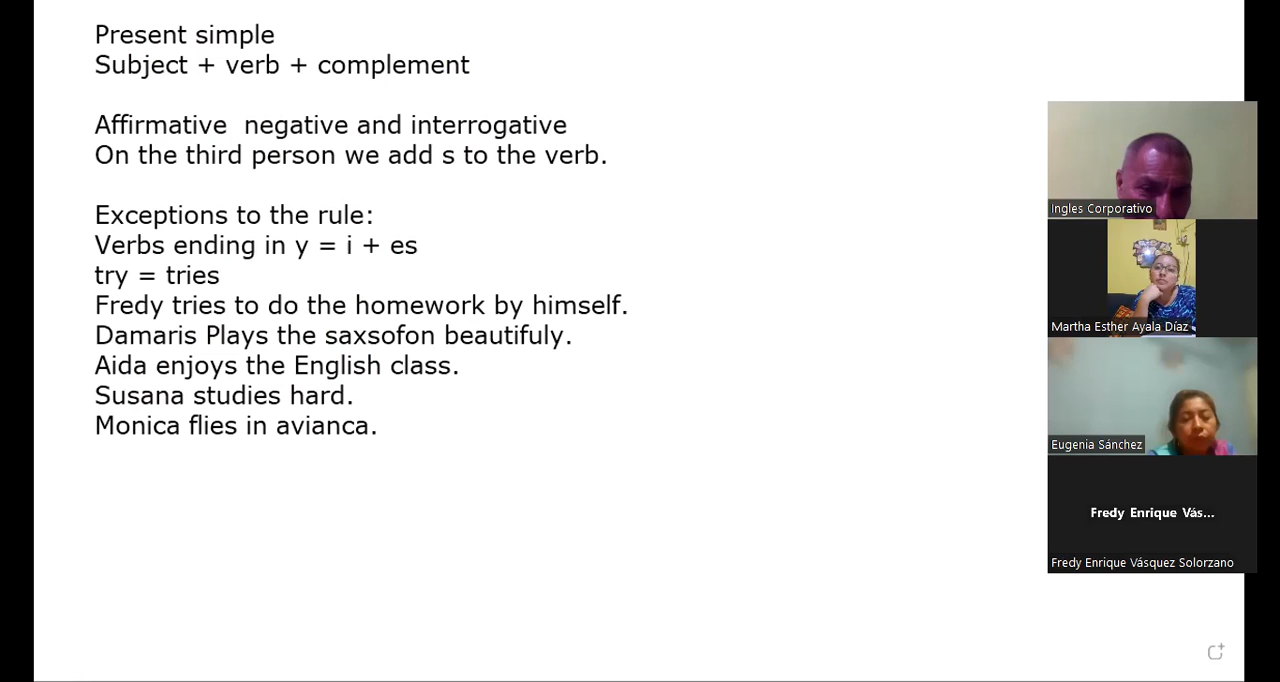 Present simple
Subject + verb + complement
Affirmative  negative and interrogative
On the third person we add s to the verb.
Exceptions to the rule:
Verbs ending in y = i + es
try = tries
Fredy tries to do the homework by himself.
Damaris Plays the saxsofon beautifuly.
Aida enjoys the English class.
Susana studies hard.
Monica flies in avianca.
Ingles Corporativo
Martha Esther Ayala Díaz
Eugenia Sánchez
Fredy Enrique Vás...
Fredy Enrique Vásquez Solorzano